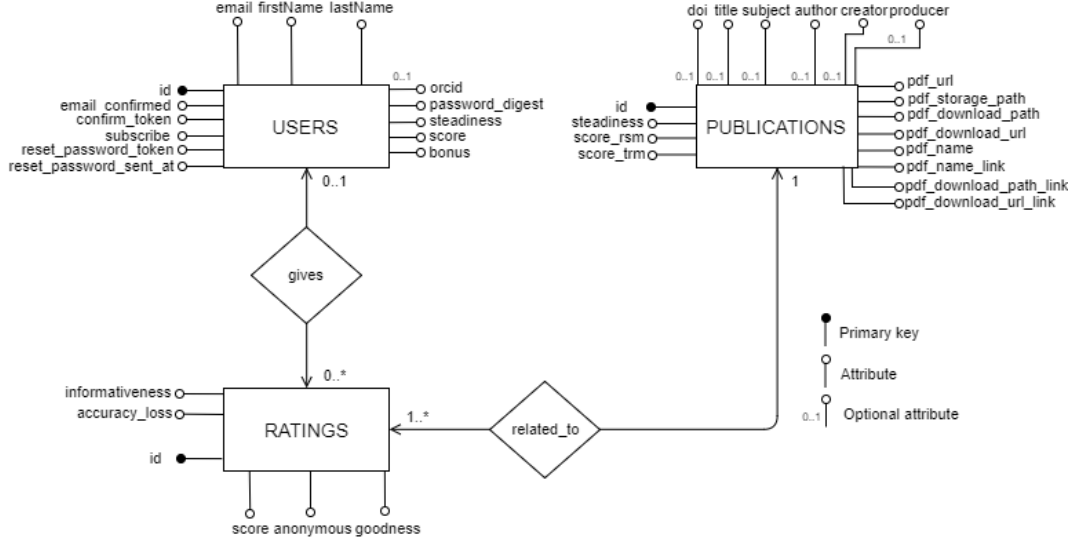 email firstName lastName
0..1
id
email_confirmed
confirm_token
subscribe
reset_password_token
reset_password_sent_at
USERS
orcid
password_digest
steadiness
score
bonus
0..1
gives
0..*
informativeness
accuracy_loss
id
RATINGS
score anonymous goodness
1..*
related_to
1
doi title subject author creator producer
0..1
0..1 0..1 0..1 0..1 0..1
id
steadiness
score_rsm
score_trm
PUBLICATIONS
pdf_url
pdf_storage_path
pdf_download_path
pdf_download_url
pdf_name
pdf_name_link
pdf_download_path_link
pdf_download_url_link
Primary key
Attribute
0..1 Optional attribute